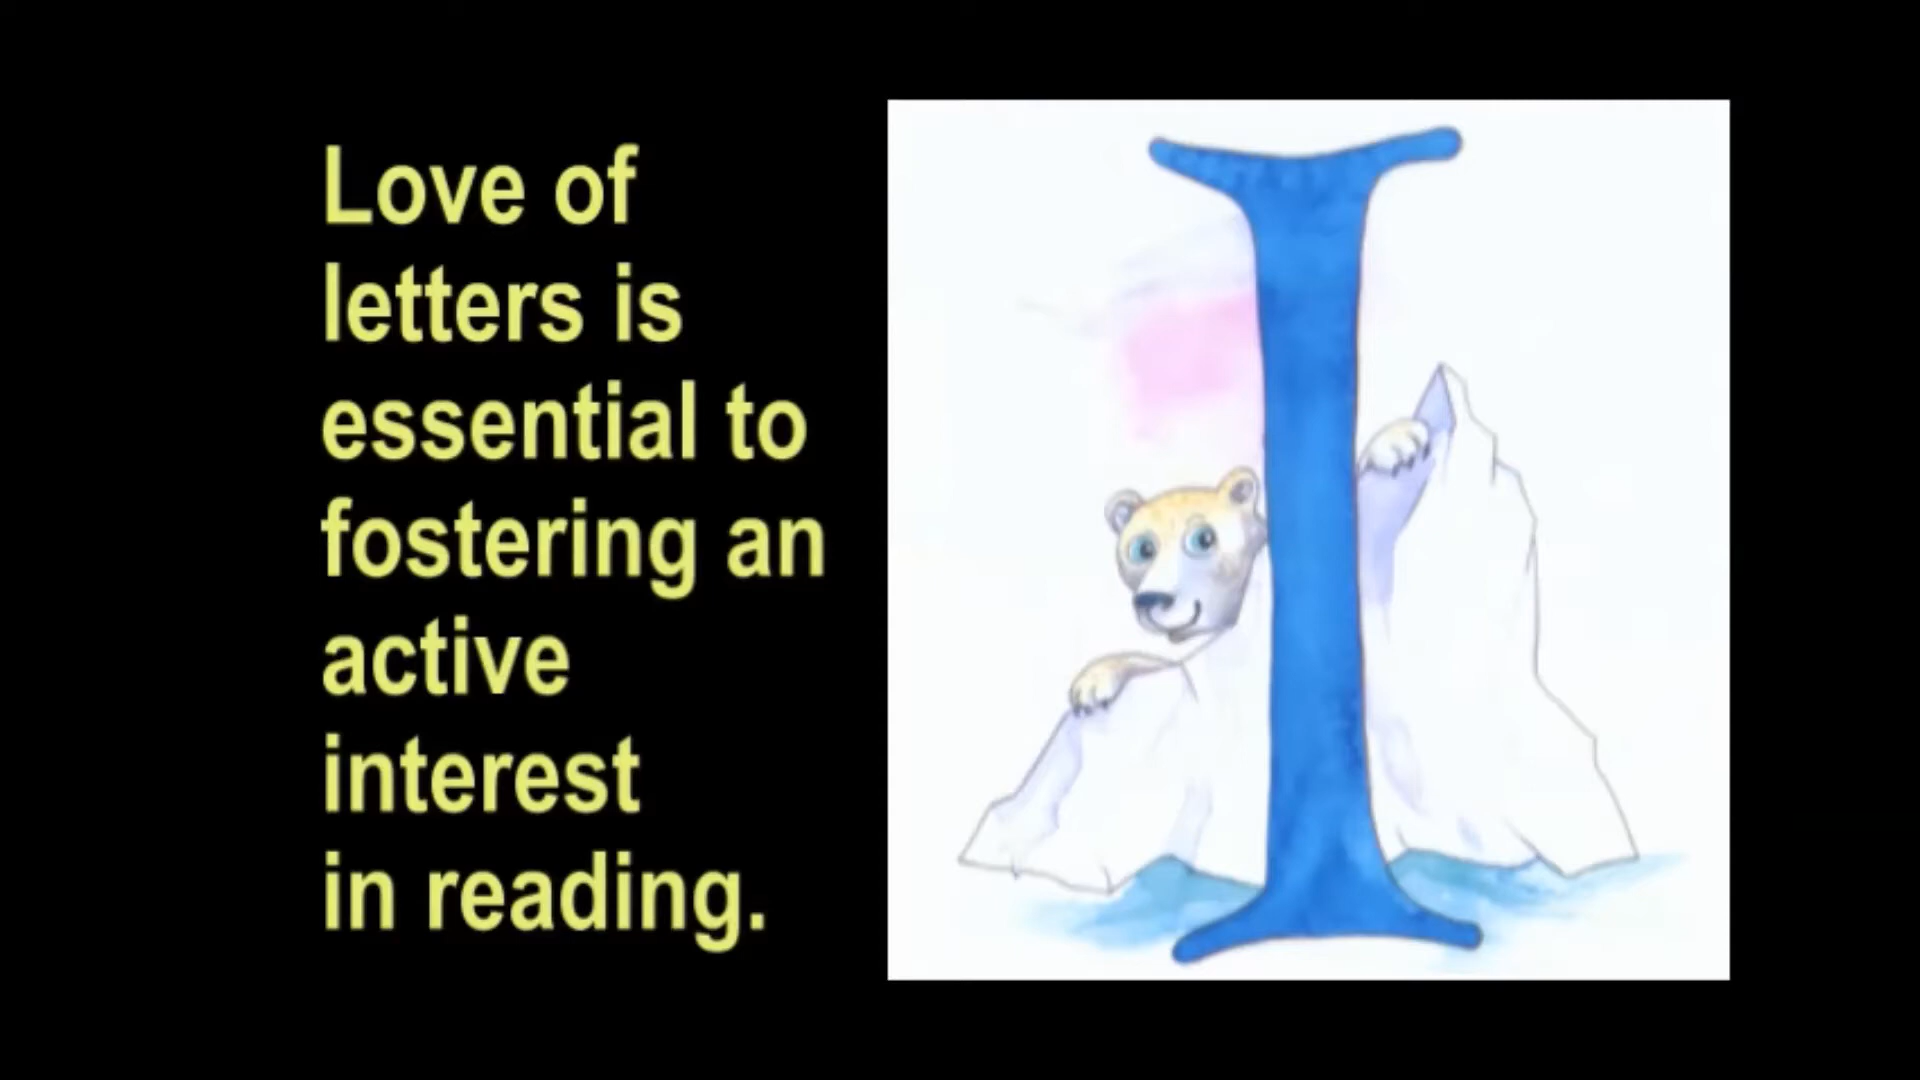 Love of
letters is
essential to
fostering an
active
interest
in reading.
I